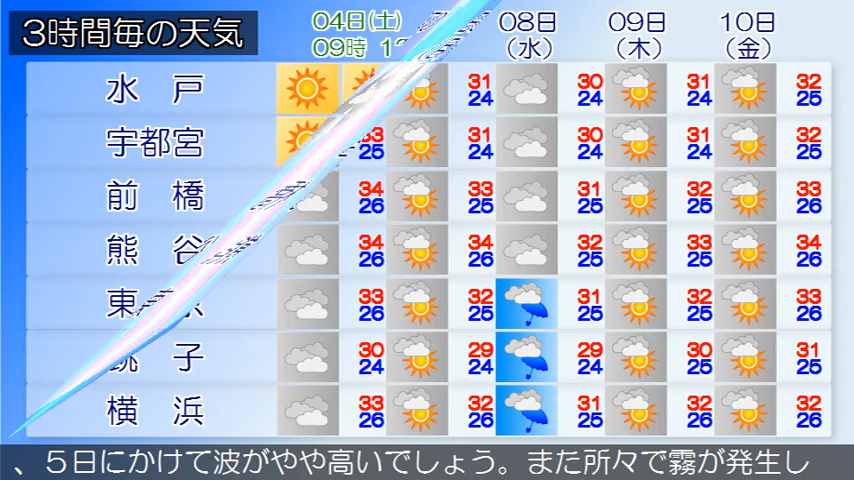 3時間毎の天気
04日(土) 08日 09日 10日
09時 (水) (木) (金)
水 戸 31 24 30 24 31 24 32 25
宇都宮 33 25 31 24 30 24 31 24 32 25
前 橋 34 26 33 25 31 25 32 25 33 26
熊 谷 34 26 34 26 32 25 33 25 34 26
東 33 26 32 25 31 25 32 25 33 26
子 30 24 29 24 29 24 30 25 31 25
横 浜 33 26 32 26 31 25 32 26 32 26
、５日にかけて波がやや高いでしょう。また所々で霧が発生し